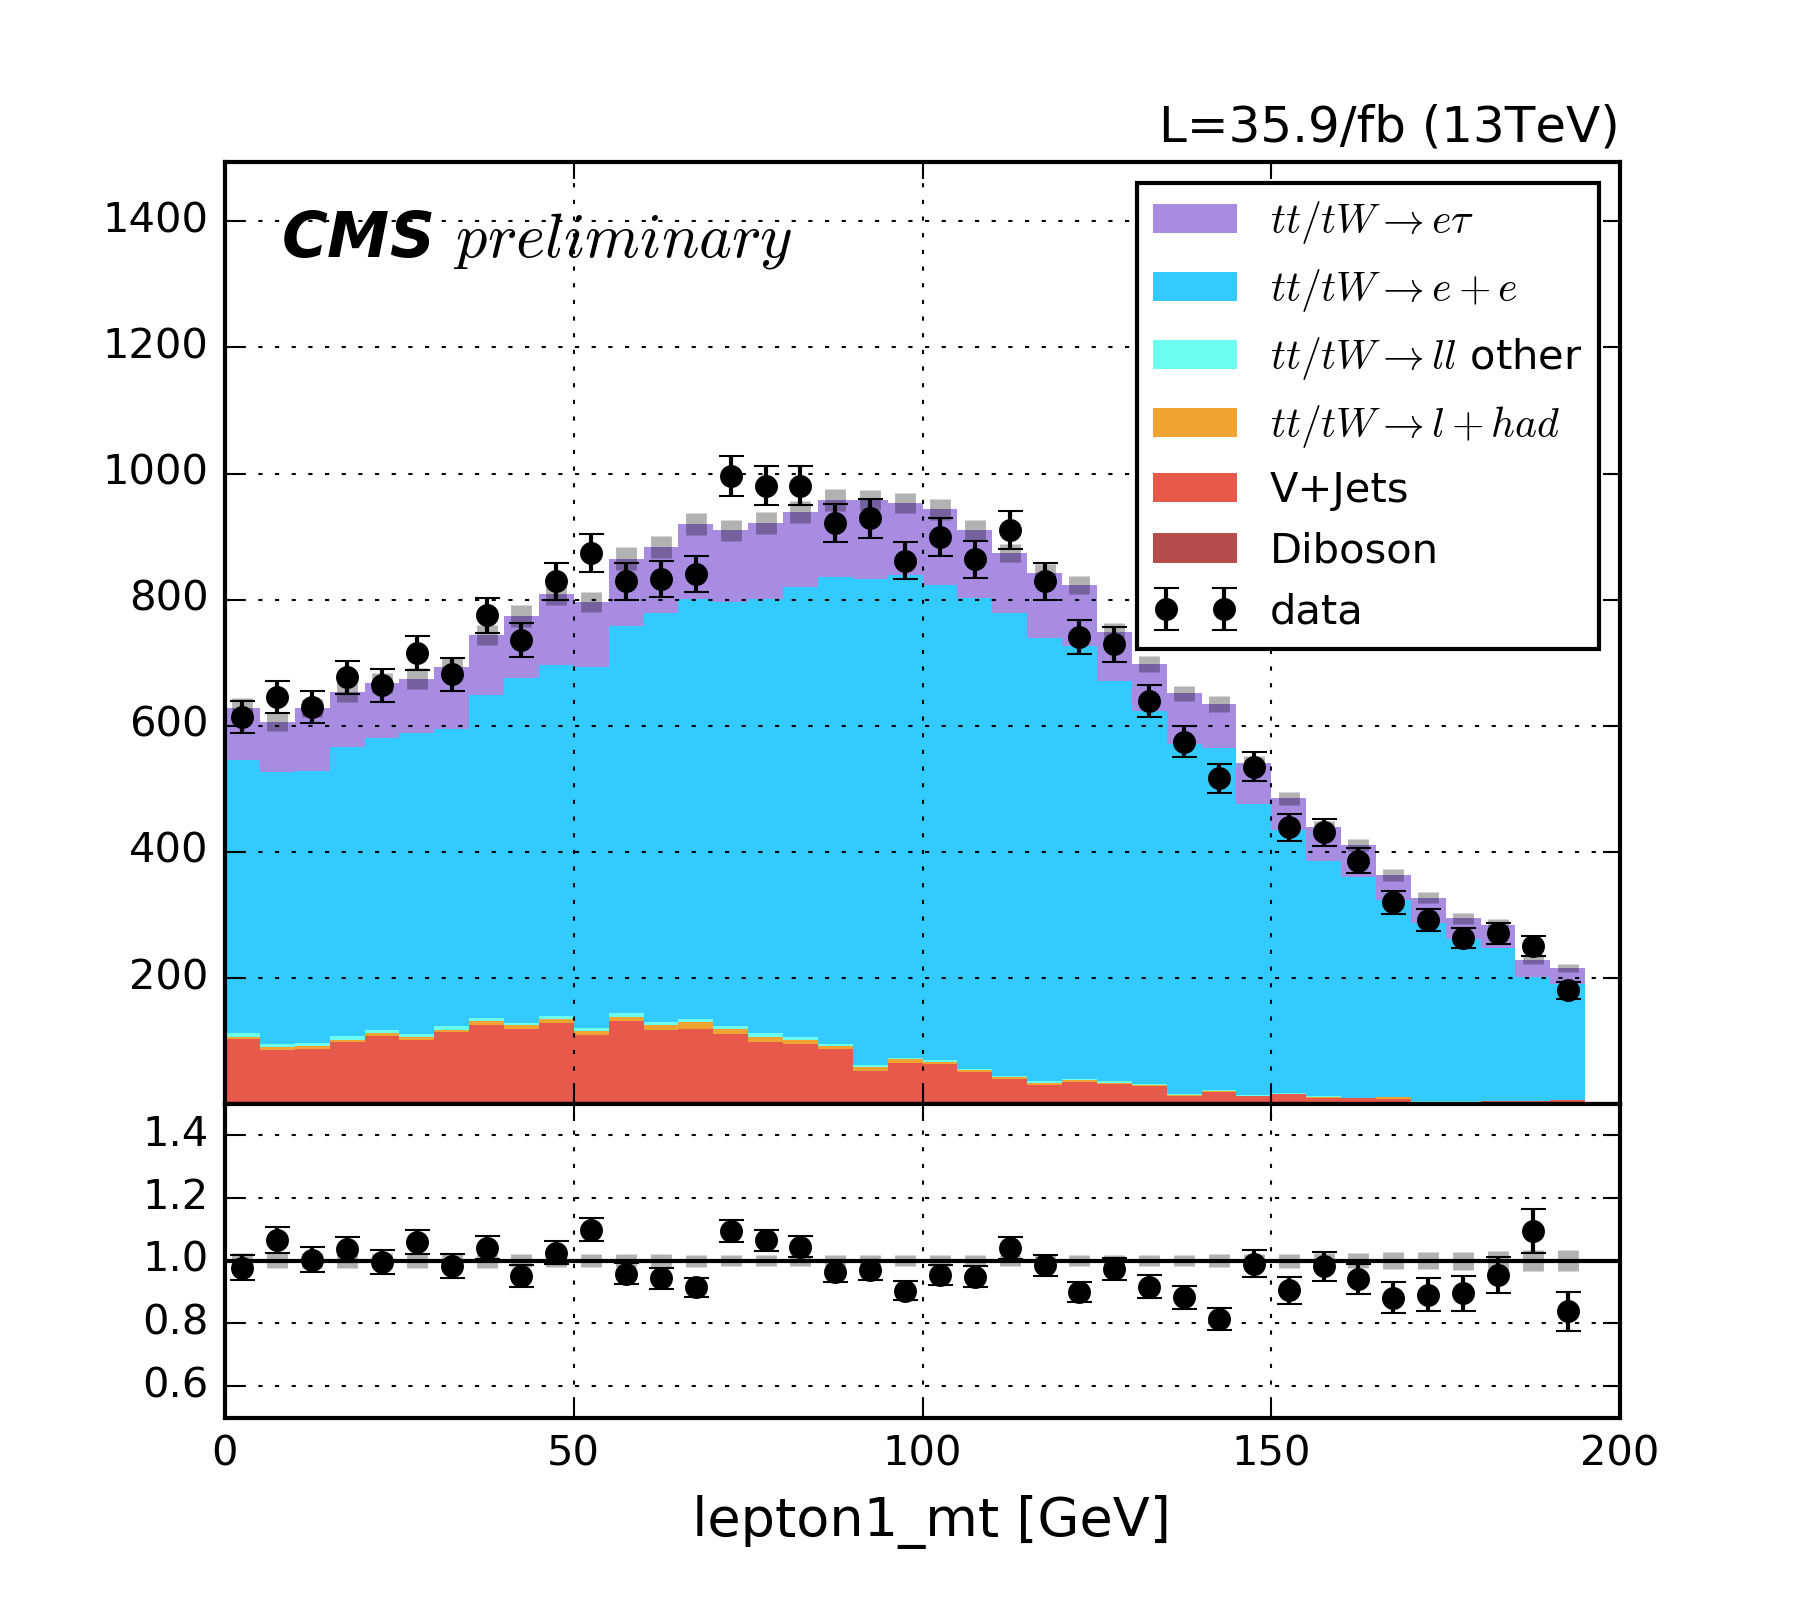 L=35.9/fb (13TeV)
CMS preliminary
1400
1200
1000
800
600
400
200
tt/tW→eτ
tt/tW→e+e
tt/tW→ll other
tt/tW→l+had
V+Jets
Diboson
data
1.4
1.2
1.0
0.8
0.6
0 50 100 150 200
lepton1_mt [GeV]